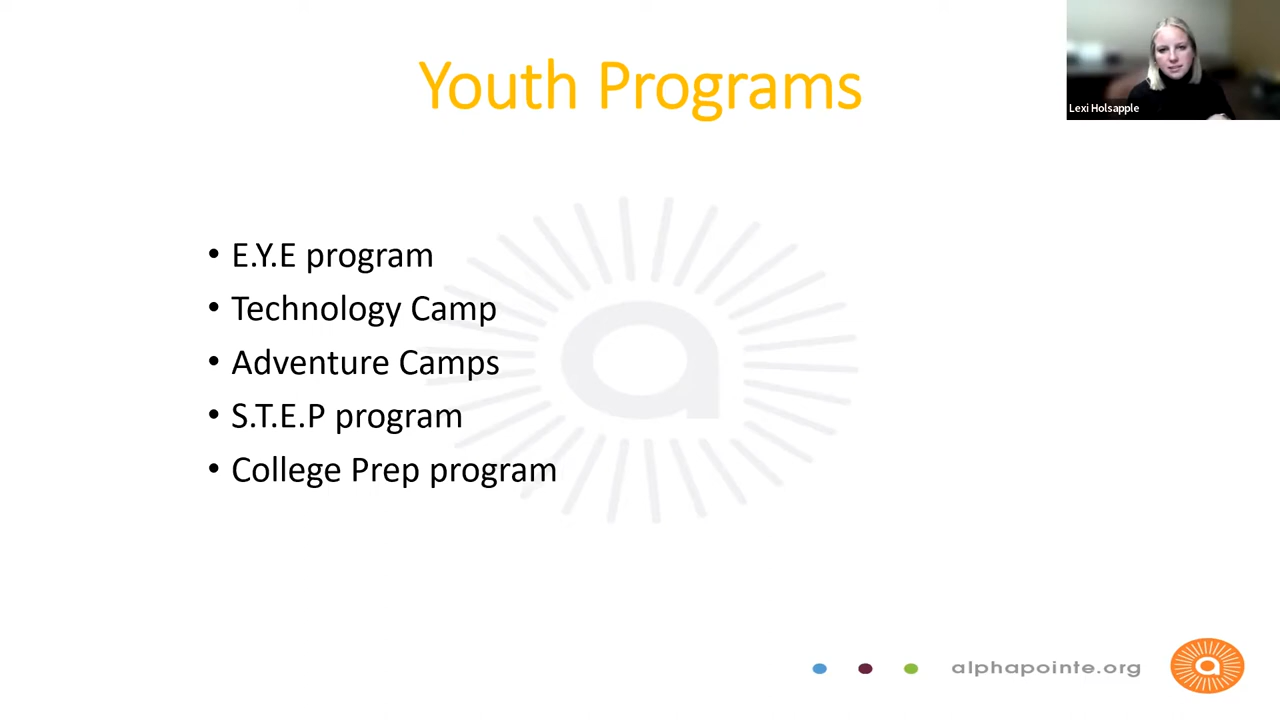 Youth Programs
Lexi Holsapple
• E.Y.E program
• Technology Camp
• Adventure Camps
• S.T.E.P program
• College Prep program
a
alphapointe.org
a